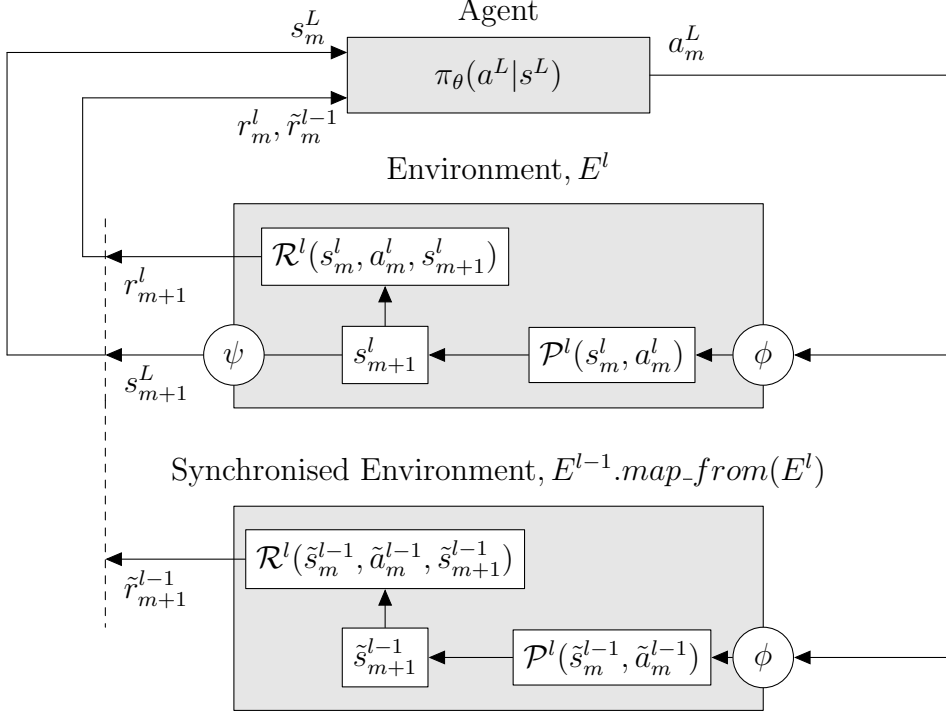 Agent
s_m^L
π_θ(a^L|s^L)
a_m^L
r_m^l, r̃_m^{l−1}
Environment, E^l
R^l(s_m^l, a_m^l, s_{m+1}^l)
r_{m+1}^l
ψ
s_{m+1}^l
P^l(s_m^l, a_m^l)
ϕ
s_{m+1}^L
Synchronised Environment, E^{l−1}.map_from(E^l)
R^l(s̃_m^{l−1}, ã_m^{l−1}, s̃_{m+1}^{l−1})
r̃_{m+1}^{l−1}
s̃_{m+1}^{l−1}
P^l(s̃_m^{l−1}, ã_m^{l−1})
ϕ